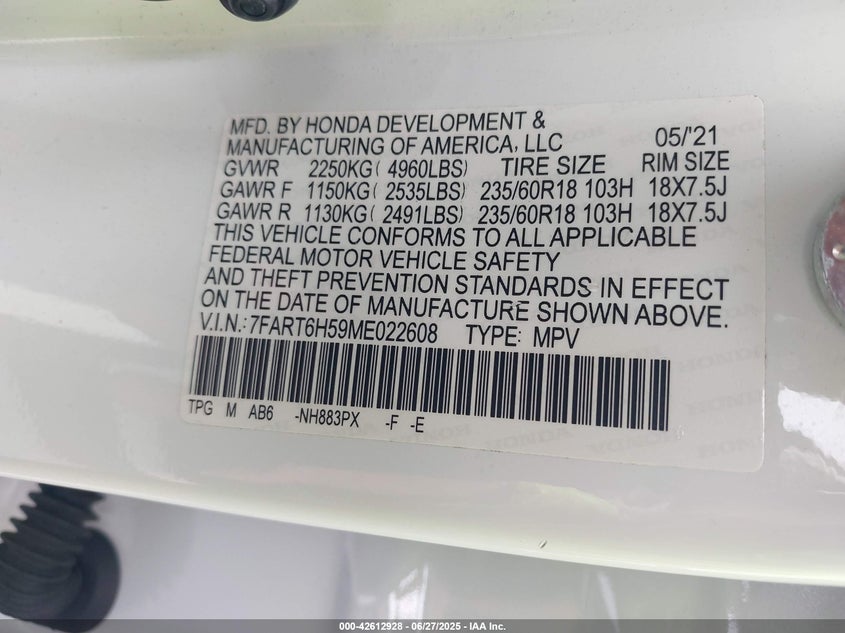 MFD. BY HONDA DEVELOPMENT &
MANUFACTURING OF AMERICA, LLC 05/'21
GVWR 2250KG( 4960LBS) TIRE SIZE RIM SIZE
GAWR F 1150KG( 2535LBS) 235/60R18 103H 18X7.5J
GAWR R 1130KG( 2491LBS) 235/60R18 103H 18X7.5J
THIS VEHICLE CONFORMS TO ALL APPLICABLE
FEDERAL MOTOR VEHICLE SAFETY
AND THEFT PREVENTION STANDARDS IN EFFECT
ON THE DATE OF MANUFACTURE SHOWN ABOVE.
V.I.N.:7FART6H59ME022608 TYPE: MPV
TPG M AB6 -NH883PX -F -E
000-42612928 - 06/27/2025 - IAA Inc.